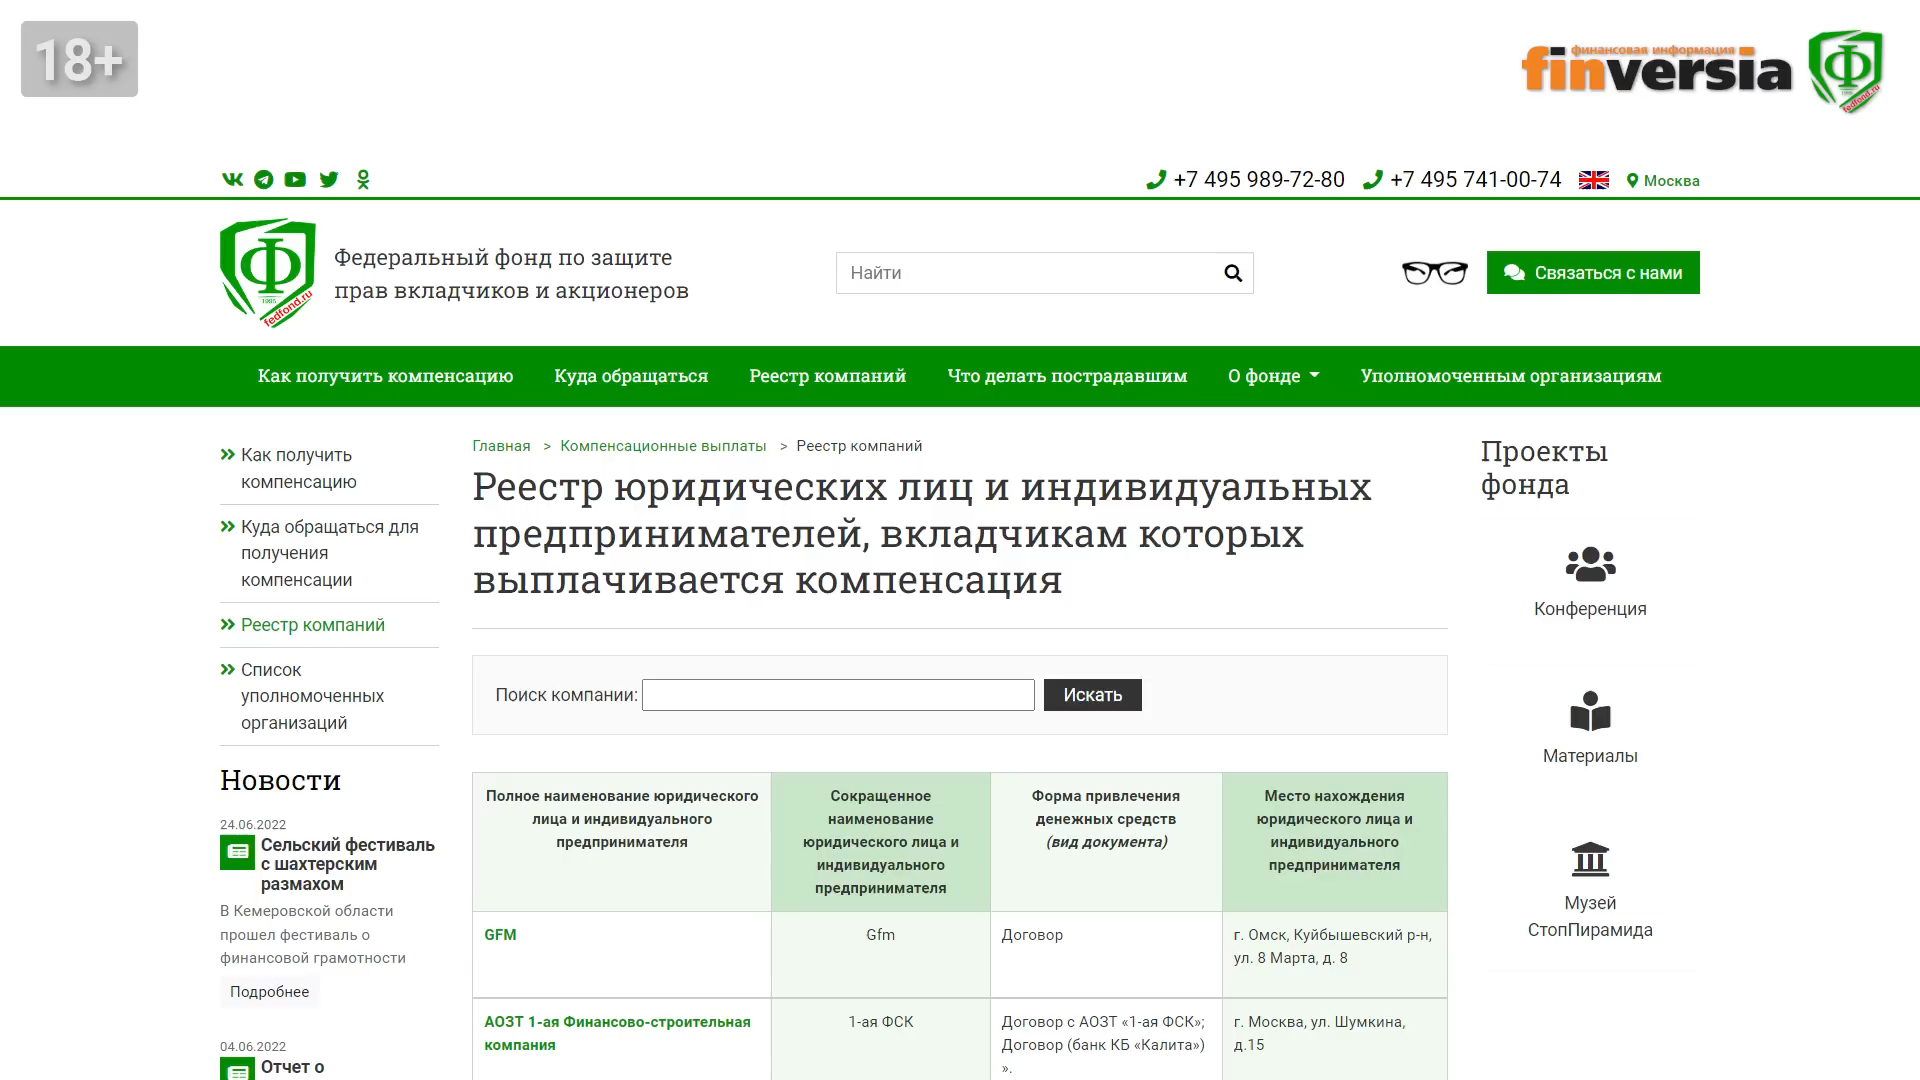 18+
финансовая информация
finversia
fedfond.ru
+7 495 989-72-80
+7 495 741-00-74
Москва
Ф
1995
fedfond.ru
Федеральный фонд по защите
прав вкладчиков и акционеров
Найти
Связаться с нами
Как получить компенсацию
Куда обращаться
Реестр компаний
Что делать пострадавшим
О фонде
Уполномоченным организациям
Как получить
компенсацию
Куда обращаться для
получения
компенсации
Реестр компаний
Список
уполномоченных
организаций
Новости
24.06.2022
Сельский фестиваль
с шахтерским
размахом
В Кемеровской области
прошел фестиваль о
финансовой грамотности
Подробнее
04.06.2022
Отчет о
Главная > Компенсационные выплаты > Реестр компаний
Реестр юридических лиц и индивидуальных
предпринимателей, вкладчикам которых
выплачивается компенсация
Поиск компании:
Искать
Полное наименование юридического
лица и индивидуального
предпринимателя
Сокращенное
наименование
юридического лица и
индивидуального
предпринимателя
Форма привлечения
денежных средств
(вид документа)
Место нахождения
юридического лица и
индивидуального
предпринимателя
GFM
Gfm
Договор
г. Омск, Куйбышевский р-н,
ул. 8 Марта, д. 8
АОЗТ 1-ая Финансово-строительная
компания
1-ая ФСК
Договор с АОЗТ «1-ая ФСК»;
Договор (банк КБ «Калита»)
».
г. Москва, ул. Шумкина,
д.15
Проекты
фонда
Конференция
Материалы
Музей
СтопПирамида